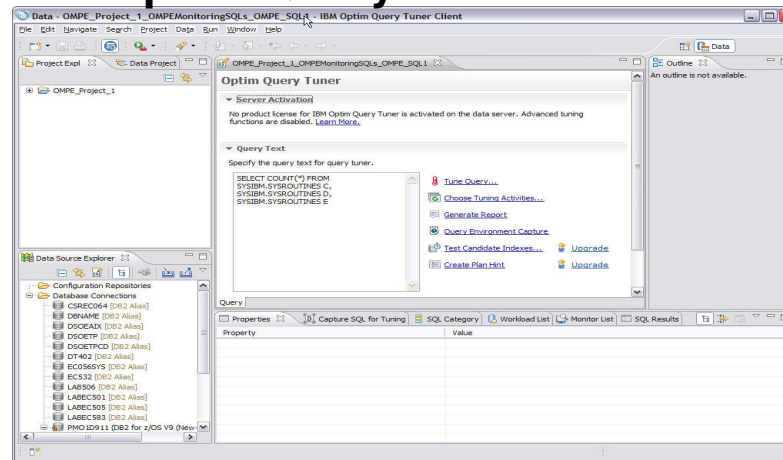 Data - OMPE_Project_1_OMPEMonitoringSQLs_OMPE_SQL1 - IBM Optim Query Tuner Client
File Edit Navigate Search Project Data Run Window Help
Data
Project Expl
Data Project
OMPE_Project_1
OMPE_Project_1_OMPEMonitoringSQLs_OMPE_SQL1
Optim Query Tuner
Server Activation
No product license for IBM Optim Query Tuner is activated on the data server. Advanced tuning
functions are disabled. Learn More.
Query Text
Specify the query text for query tuner.
SELECT COUNT(*) FROM
SYSIBM.SYSROUTINES C,
SYSIBM.SYSROUTINES D,
SYSIBM.SYSROUTINES E
Tune Query...
Choose Tuning Activities...
Generate Report
Query Environment Capture
Test Candidate Indexes... Upgrade
Create Plan Hint Upgrade
Query
Outline
An outline is not available.
Data Source Explorer
Configuration Repositories
Database Connections
CSREC064 [DB2 Alias]
DBNAME [DB2 Alias]
DSOEAIX [DB2 Alias]
DSOETP [DB2 Alias]
DSOETPCD [DB2 Alias]
DT402 [DB2 Alias]
EC056SYS [DB2 Alias]
EC532 [DB2 Alias]
LAB506 [DB2 Alias]
LABEC501 [DB2 Alias]
LABEC505 [DB2 Alias]
LABEC583 [DB2 Alias]
PMO1D911 (DB2 for z/OS V9 (New-
Properties
Capture SQL for Tuning
SQL Category
Workload List
Monitor List
SQL Results
Property Value